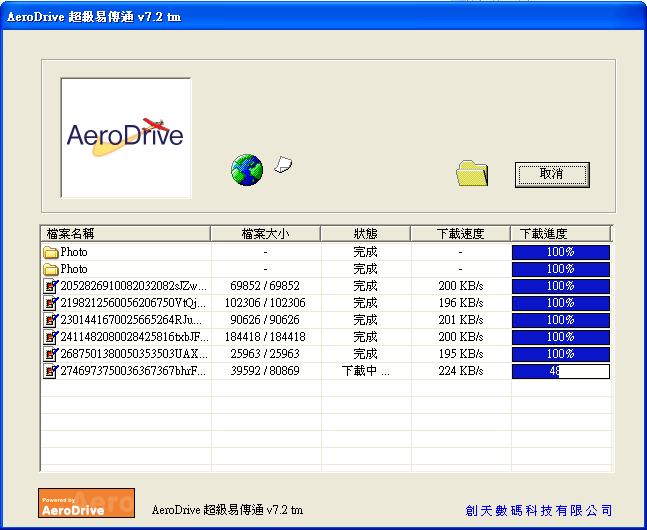 AeroDrive 超級易傳通 v7.2 tm
AeroDrive
取消
檔案名稱 檔案大小 狀態 下載速度 下載進度
Photo - 完成 - 100%
Photo - 完成 - 100%
2052826910082032082sJZw... 69852 / 69852 完成 200 KB/s 100%
2198212560056206750VtQj... 102306 / 102306 完成 196 KB/s 100%
2301441670025665264RJu... 90626 / 90626 完成 201 KB/s 100%
2411482080028425816txbJF... 184418 / 184418 完成 200 KB/s 100%
2687501380050353503UAX... 25963 / 25963 完成 195 KB/s 100%
2746973750036367367bhrF... 39592 / 80869 下載中 ... 224 KB/s 48
Powered by
AeroDrive
AeroDrive 超級易傳通 v7.2 tm
創天數碼科技有限公司